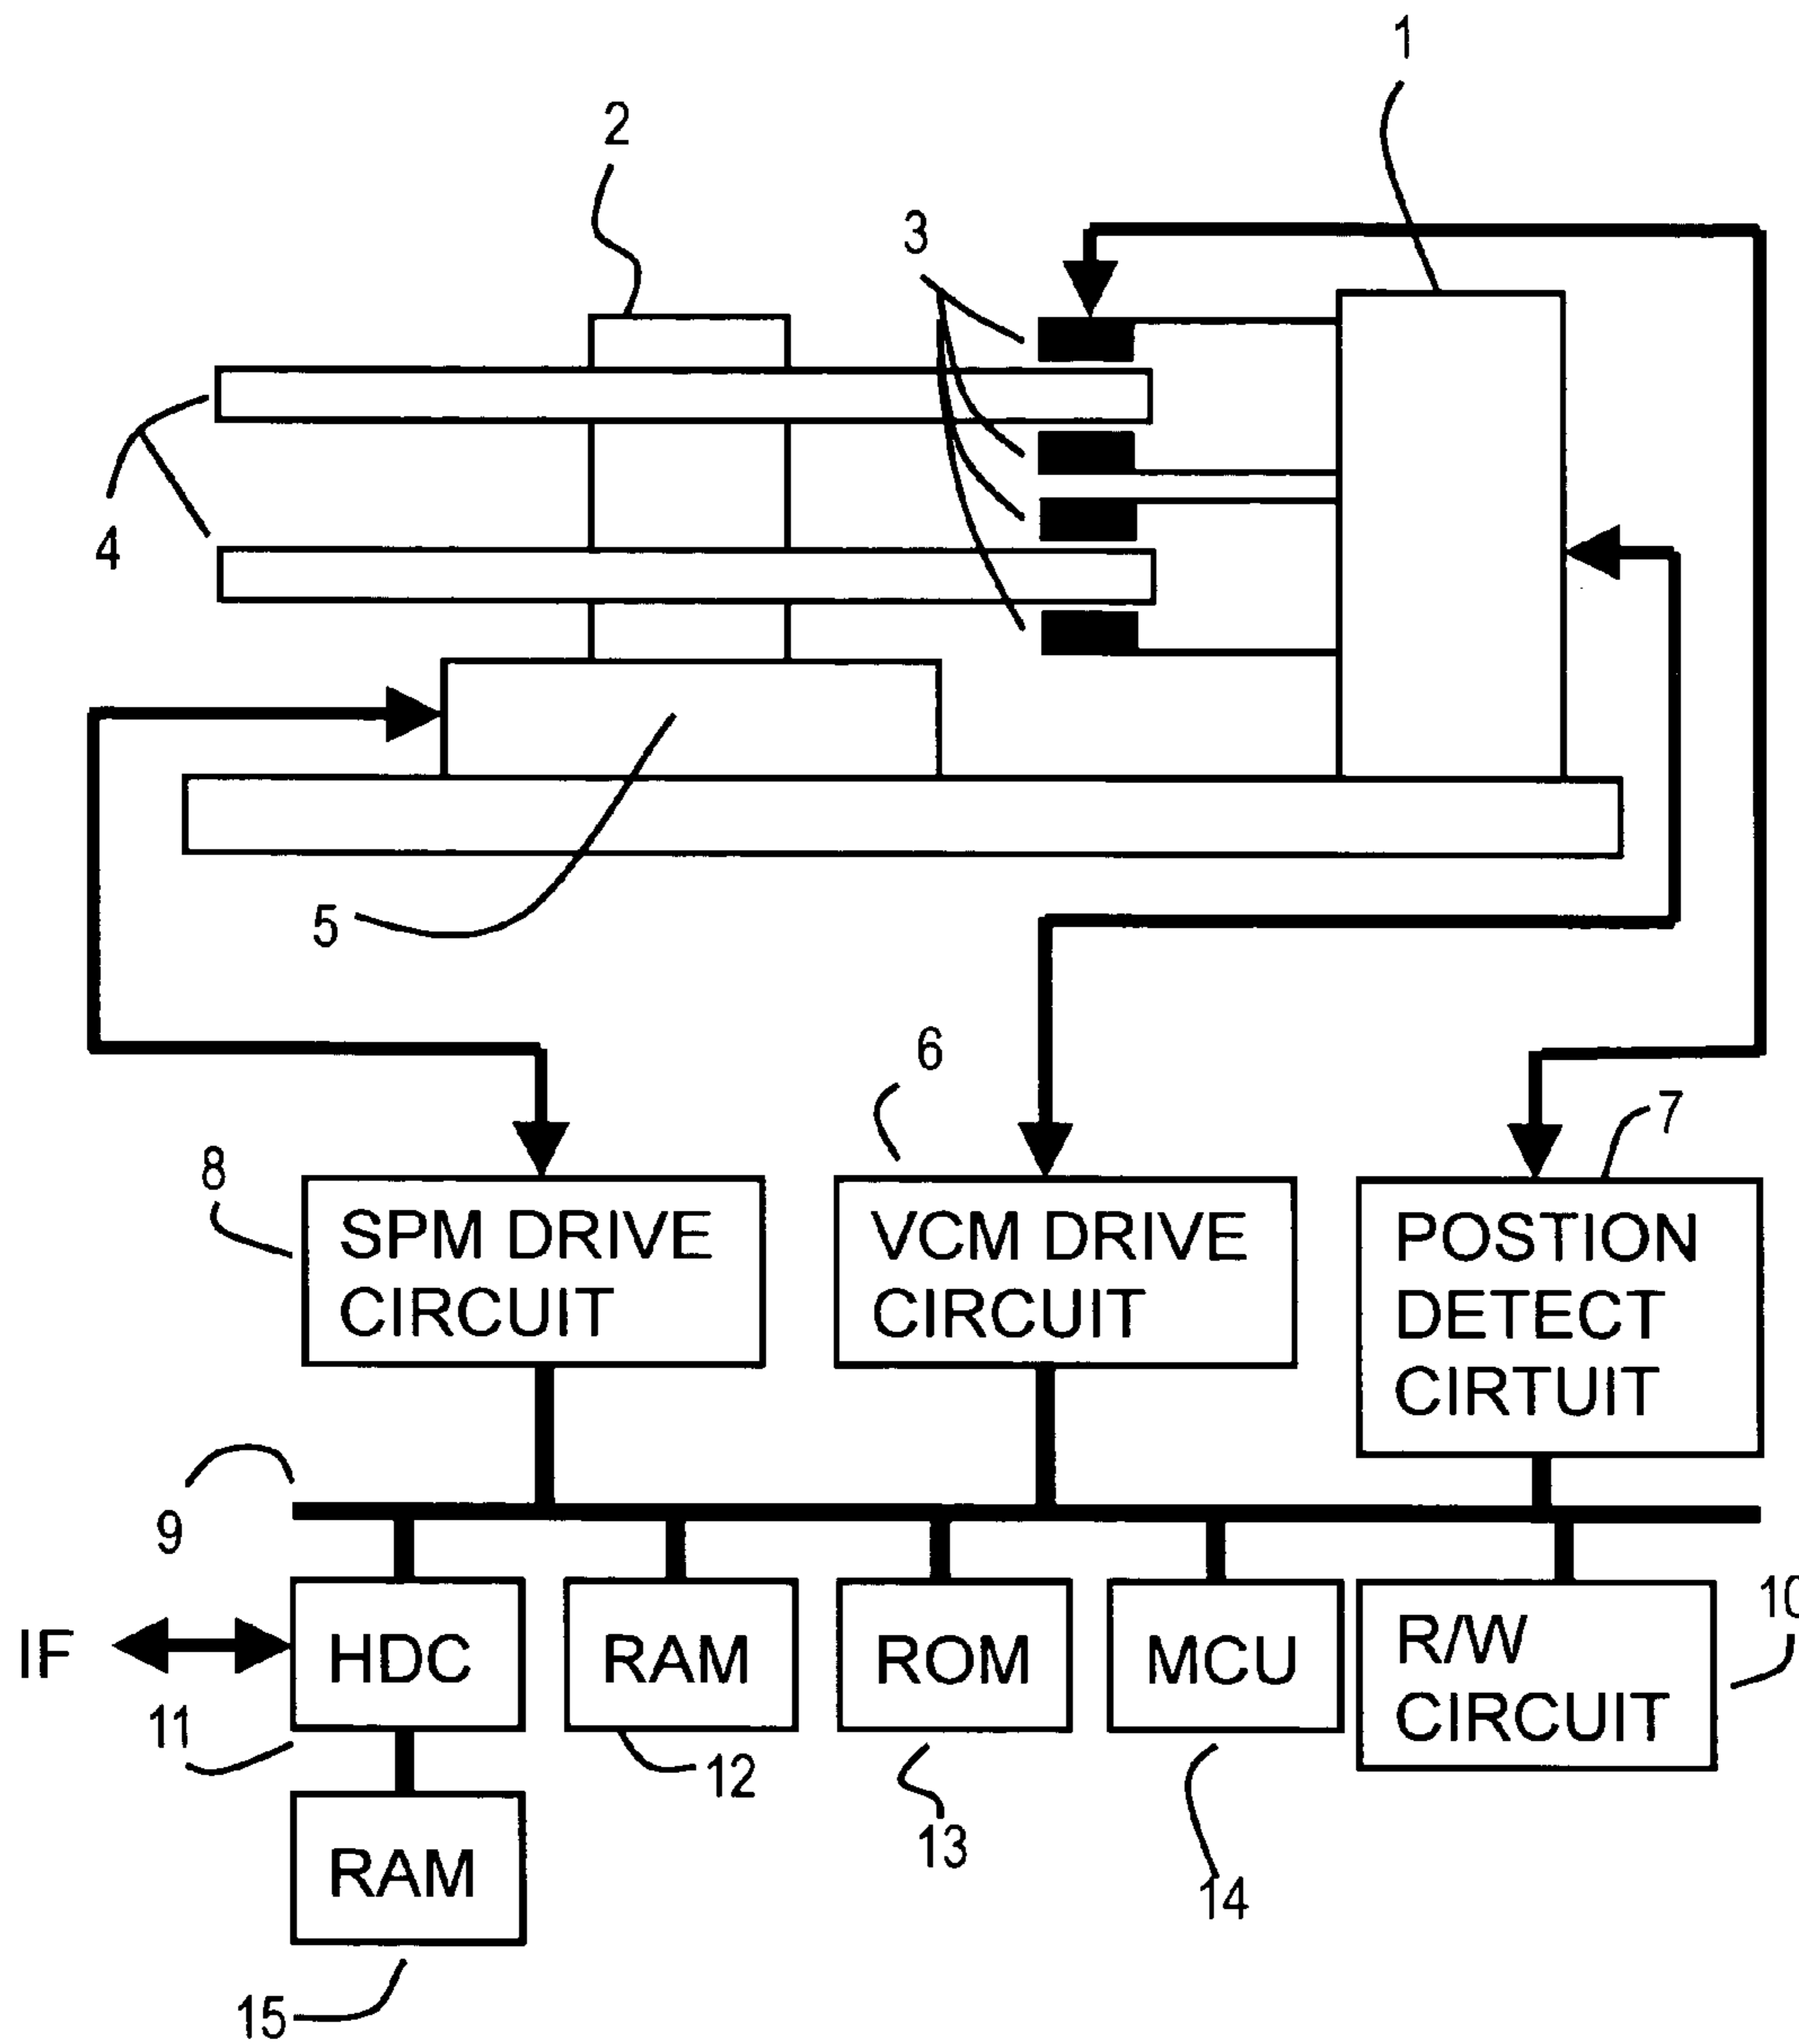 1
2
3
4
5
6
7
8
SPM DRIVE
CIRCUIT
VCM DRIVE
CIRCUIT
POSTION
DETECT
CIRTUIT
9
10
IF
HDC
RAM
ROM
MCU
R/W
CIRCUIT
11
12
13
14
RAM
15